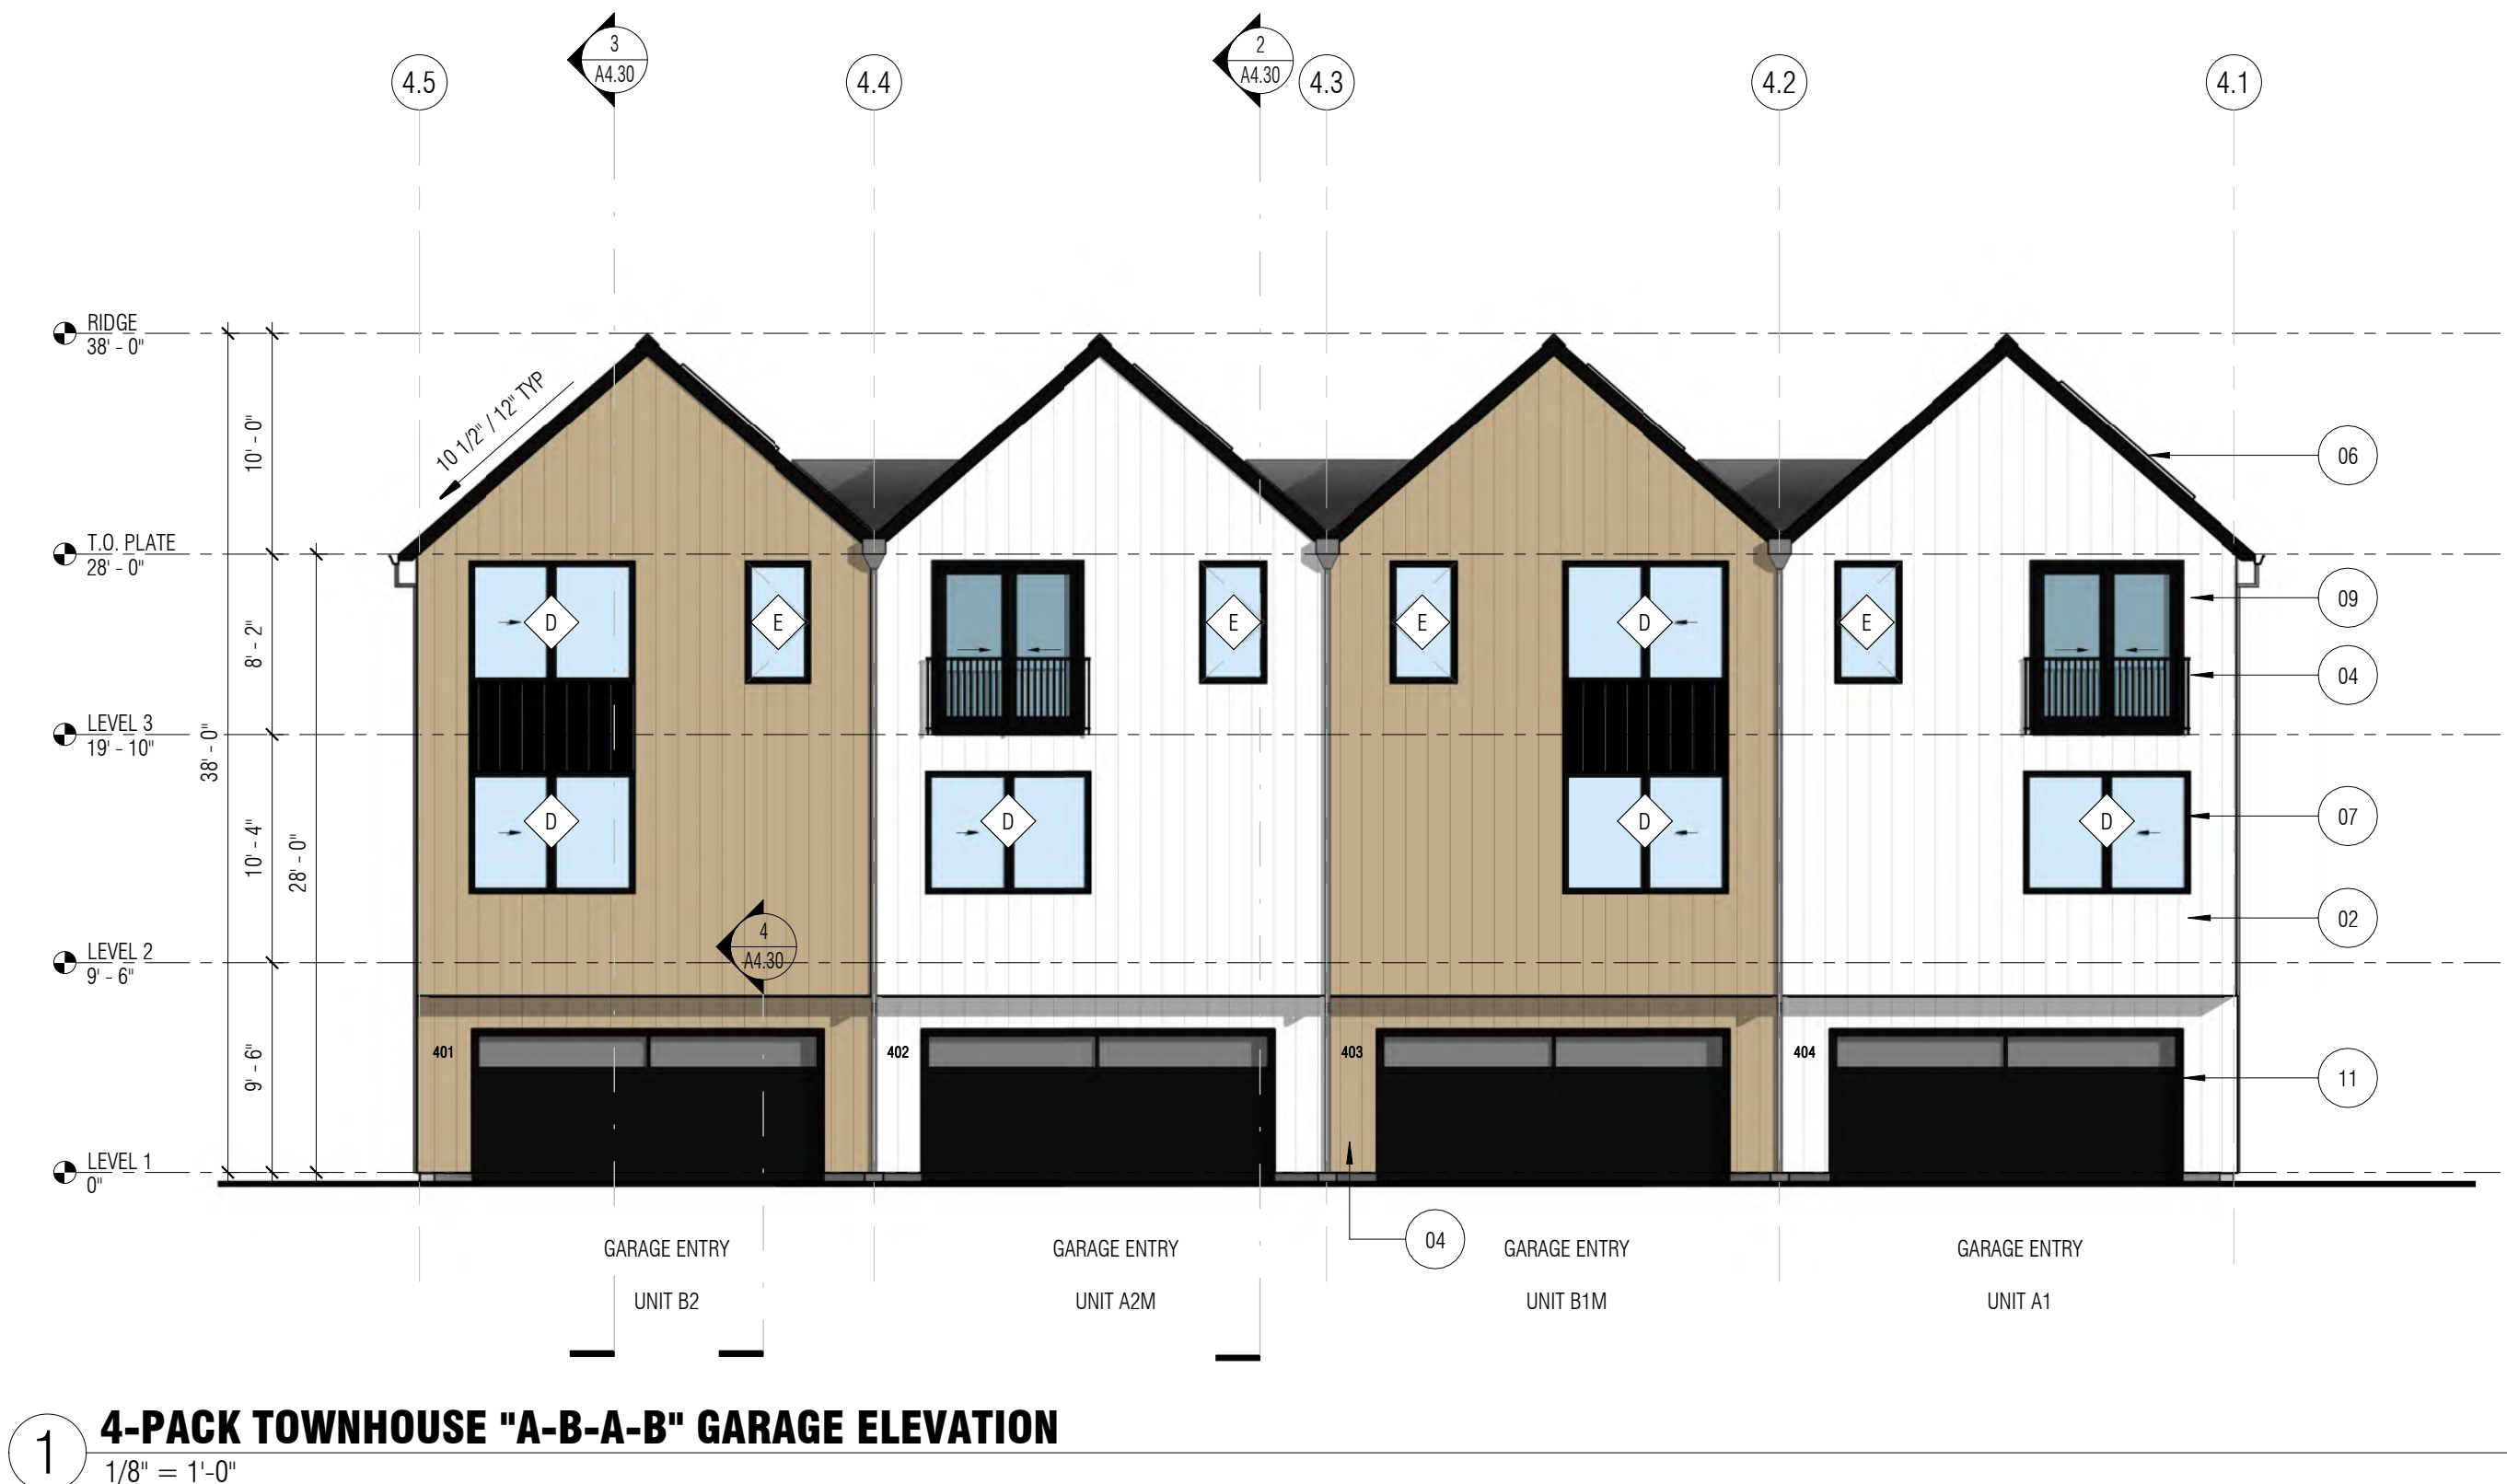 3
A4.30
2
A4.30
4.5
4.4
4.3
4.2
4.1
RIDGE
38' - 0"
10 1/2" / 12" TYP
10' - 0"
06
T.O. PLATE
28' - 0"
09
D
E
E
E
D
E
8' - 2"
04
LEVEL 3
19' - 10"
38' - 0"
07
D
D
D
D
10' - 4"
28' - 0"
02
4
A4.30
LEVEL 2
9' - 6"
9' - 6"
401
402
403
404
11
LEVEL 1
0"
04
GARAGE ENTRY
GARAGE ENTRY
GARAGE ENTRY
GARAGE ENTRY
UNIT B2
UNIT A2M
UNIT B1M
UNIT A1
1
4-PACK TOWNHOUSE "A-B-A-B" GARAGE ELEVATION
1/8" = 1'-0"